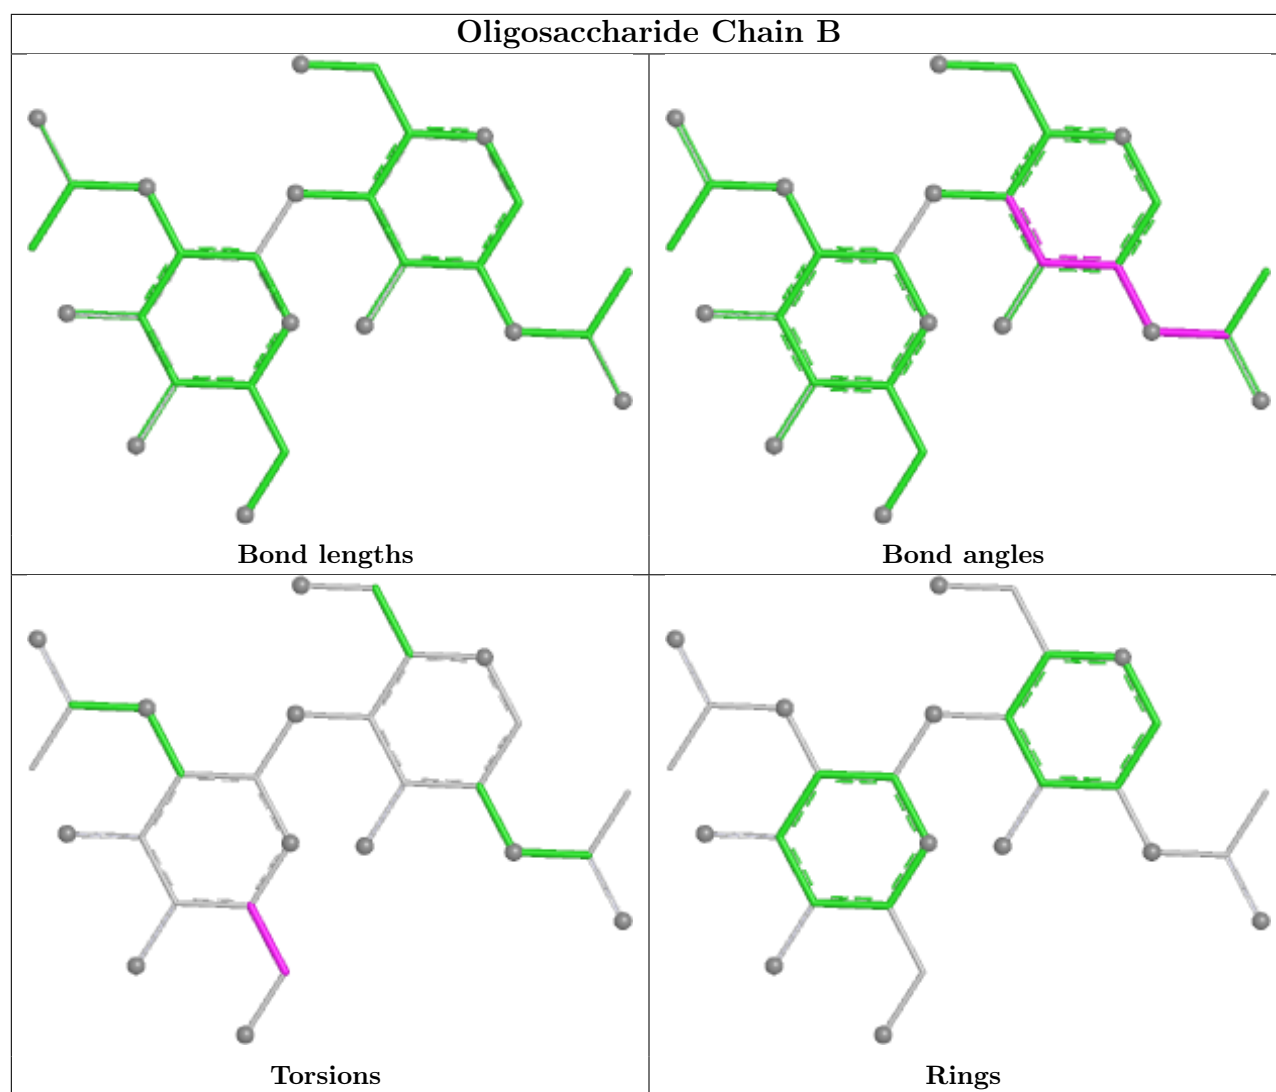 Oligosaccharide Chain B
Bond lengths
Bond angles
Torsions
Rings